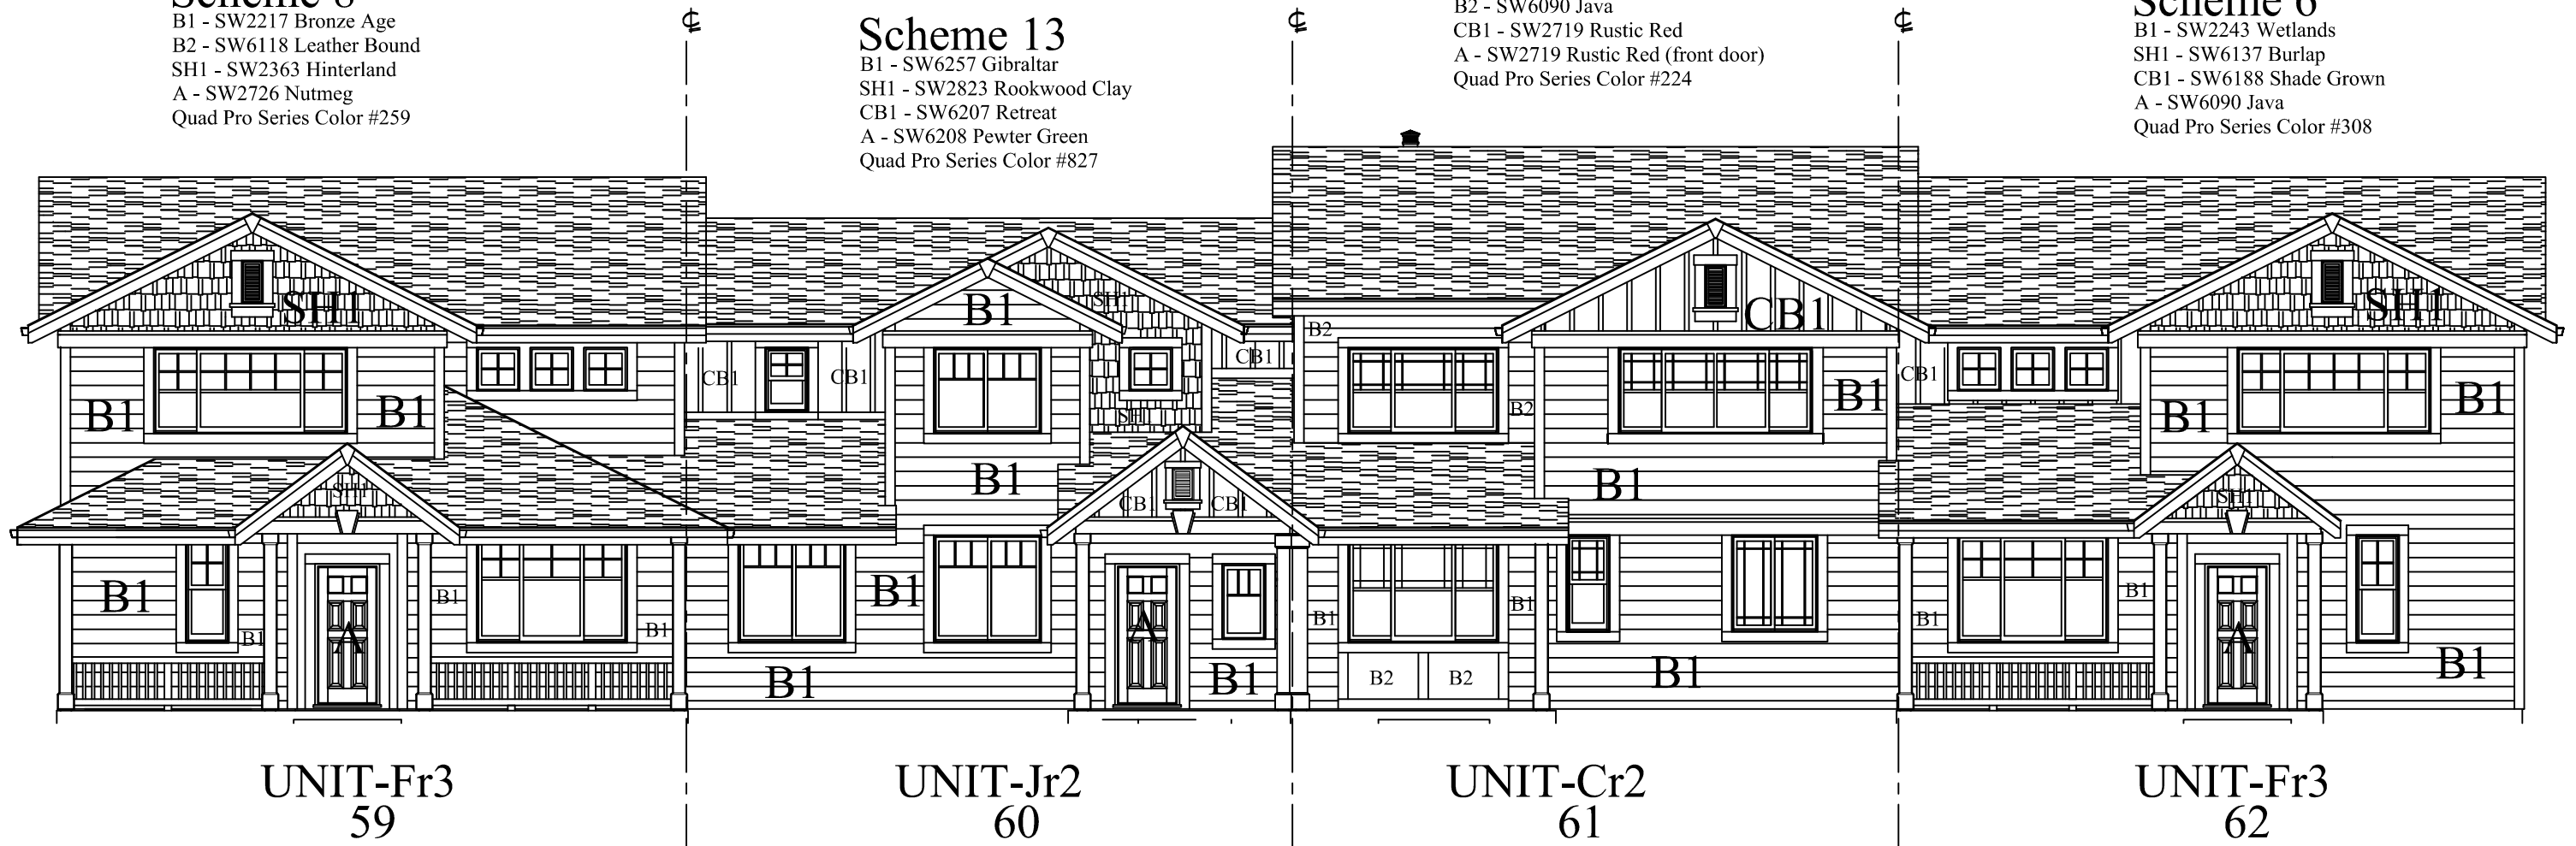 Scheme 8
B1 - SW2217 Bronze Age
B2 - SW6118 Leather Bound
SH1 - SW2363 Hinterland
A - SW2726 Nutmeg
Quad Pro Series Color #259
Scheme 13
B1 - SW6257 Gibraltar
SH1 - SW2823 Rookwood Clay
CB1 - SW6207 Retreat
A - SW6208 Pewter Green
Quad Pro Series Color #827
B2 - SW6090 Java
CB1 - SW2719 Rustic Red
A - SW2719 Rustic Red (front door)
Quad Pro Series Color #224
Scheme 6
B1 - SW2243 Wetlands
SH1 - SW6137 Burlap
CB1 - SW6188 Shade Grown
A - SW6090 Java
Quad Pro Series Color #308
SH1
B1
B1
SH1
B1
B1
A
B1
B1
B1
SH1
CB1
CB1
CB1
SH1
B1
CB1
CB1
B1
A
B1
B1
B2
CB1
B2
B1
B1
B1
B1
B2
B2
B1
SH1
CB1
B1
B1
SH1
B1
B1
A
B1
UNIT-Fr3
59
UNIT-Jr2
60
UNIT-Cr2
61
UNIT-Fr3
62